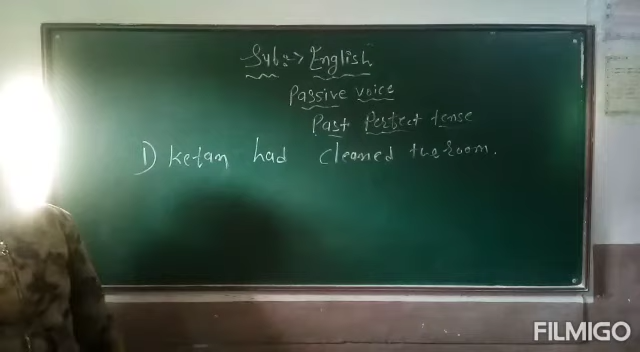 Sub:-> English
Passive voice
Past Perfect tense
1) Ketan had cleaned the room.
FILMIGO